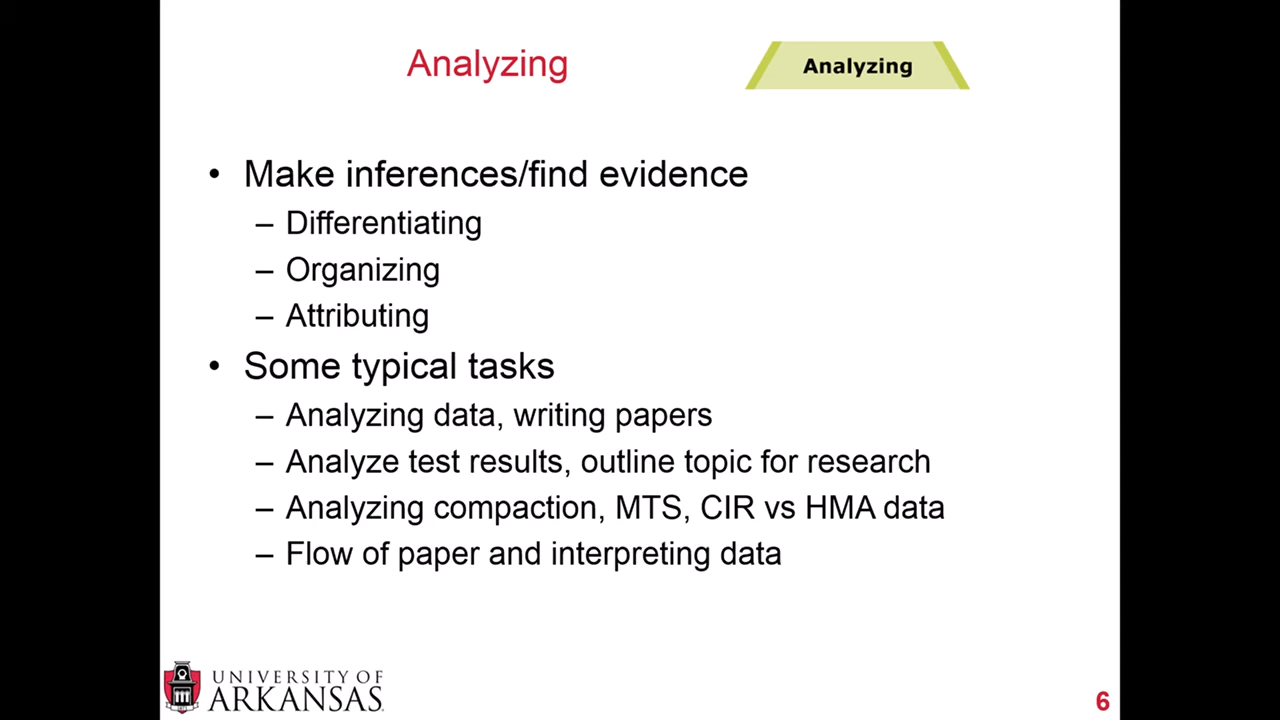 Analyzing
Analyzing
• Make inferences/find evidence
– Differentiating
– Organizing
– Attributing
• Some typical tasks
– Analyzing data, writing papers
– Analyze test results, outline topic for research
– Analyzing compaction, MTS, CIR vs HMA data
– Flow of paper and interpreting data
UNIVERSITY OF
ARKANSAS
6